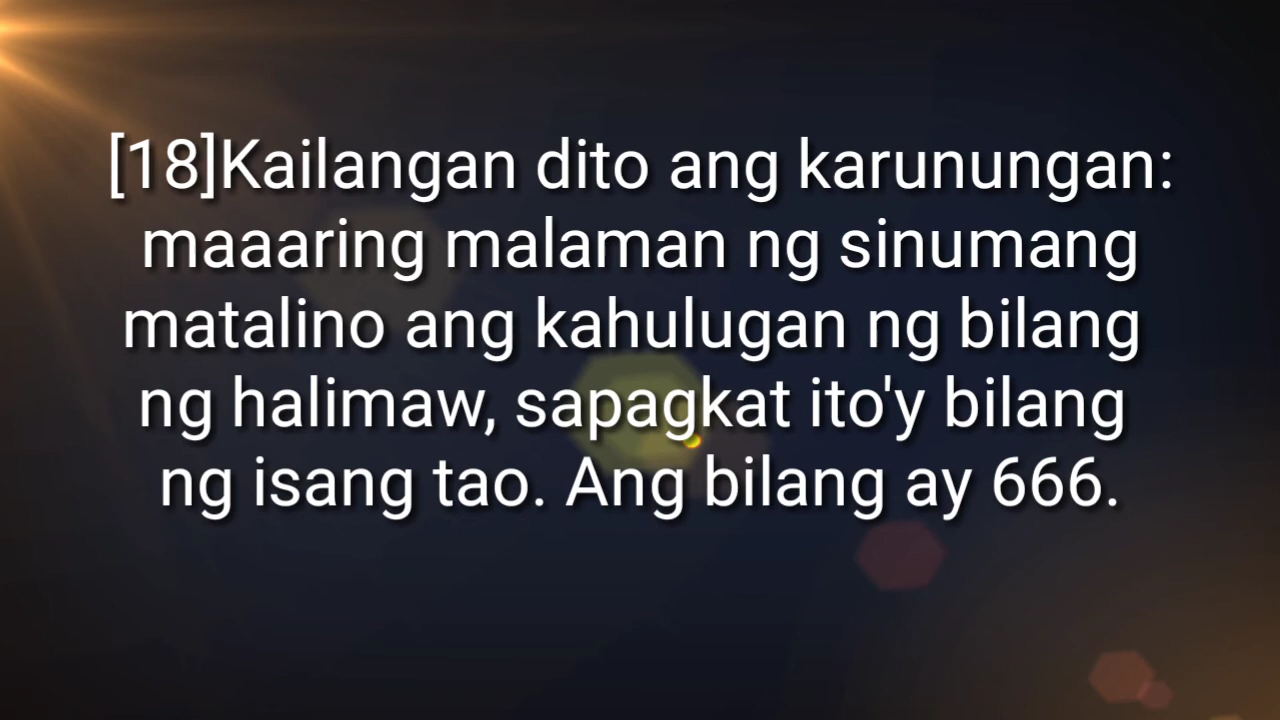 [18]Kailangan dito ang karunungan:
maaaring malaman ng sinumang
matalino ang kahulugan ng bilang
ng halimaw, sapagkat ito'y bilang
ng isang tao. Ang bilang ay 666.